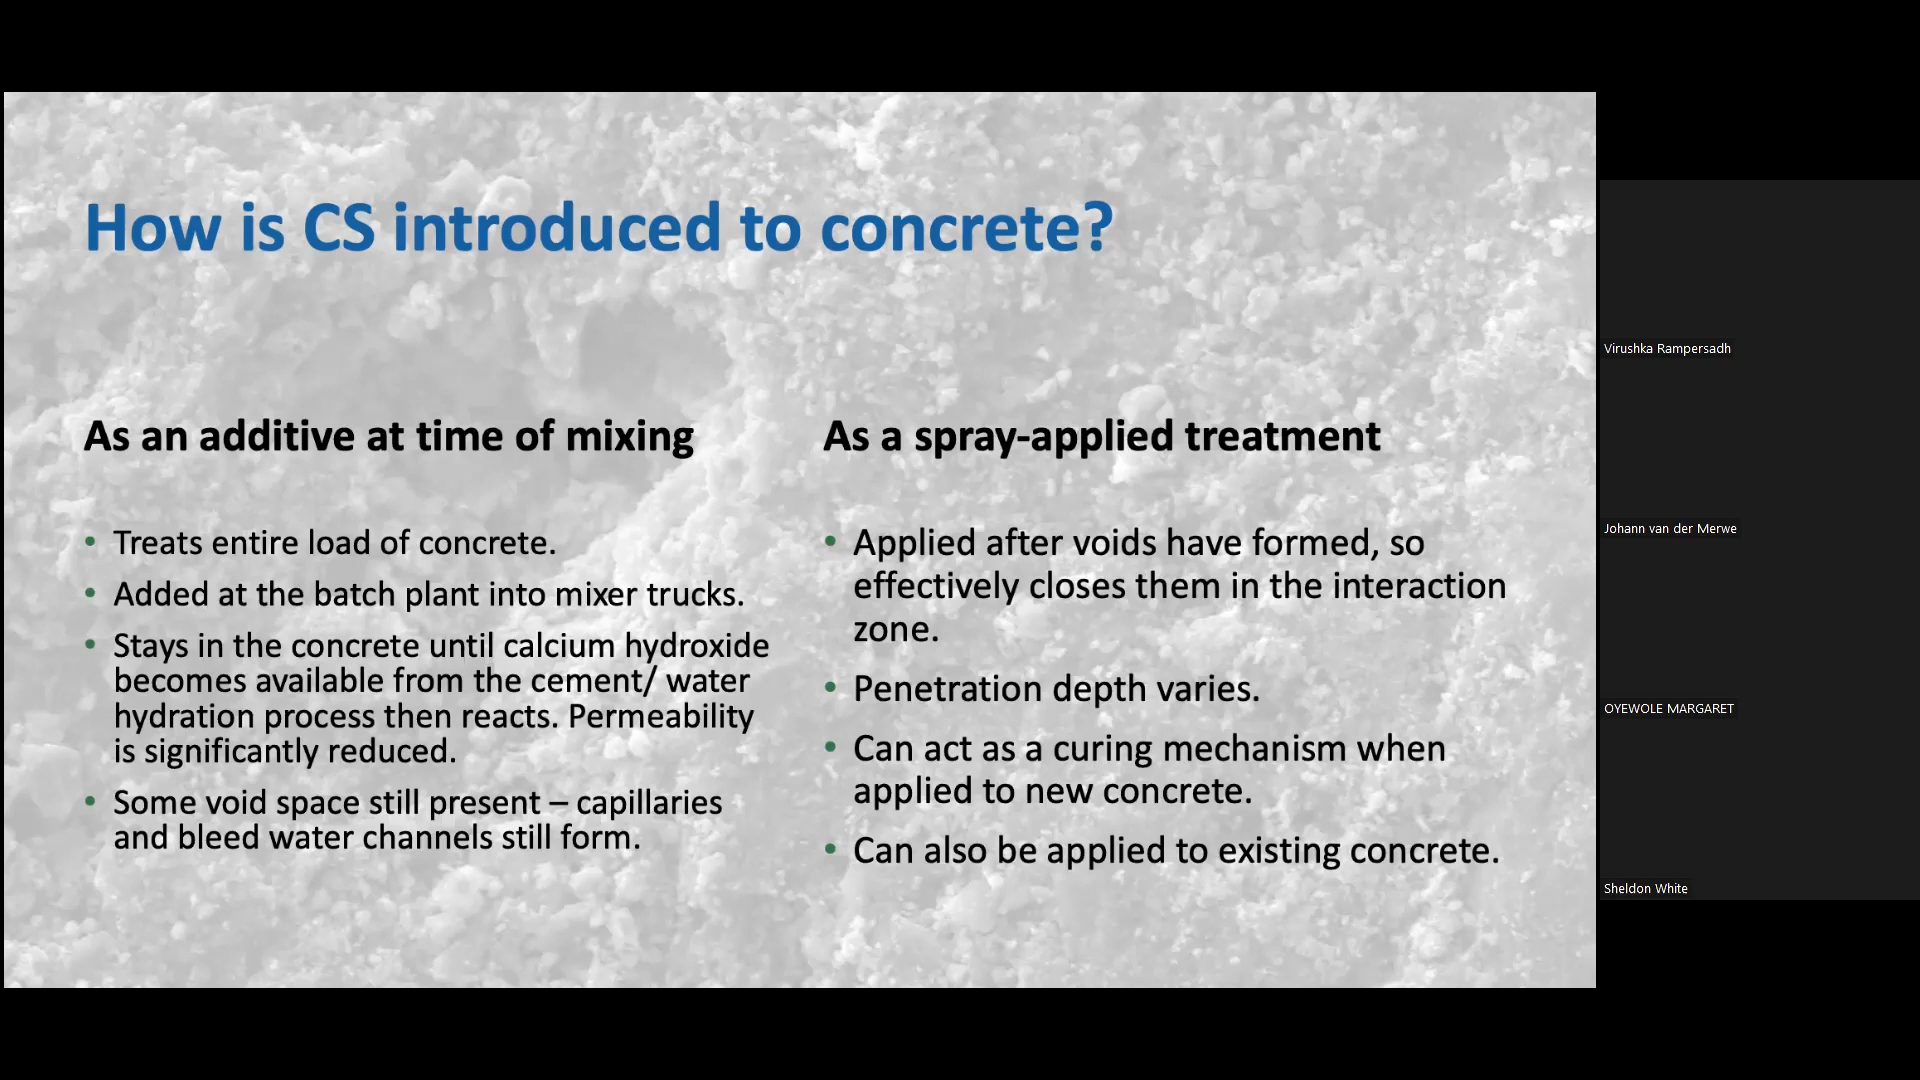 How is CS introduced to concrete?
As an additive at time of mixing
• Treats entire load of concrete.
• Added at the batch plant into mixer trucks.
• Stays in the concrete until calcium hydroxide
becomes available from the cement/ water
hydration process then reacts. Permeability
is significantly reduced.
• Some void space still present – capillaries
and bleed water channels still form.
As a spray-applied treatment
• Applied after voids have formed, so
effectively closes them in the interaction
zone.
• Penetration depth varies.
• Can act as a curing mechanism when
applied to new concrete.
• Can also be applied to existing concrete.
Virushka Rampersadh
Johann van der Merwe
OYEWOLE MARGARET
Sheldon White